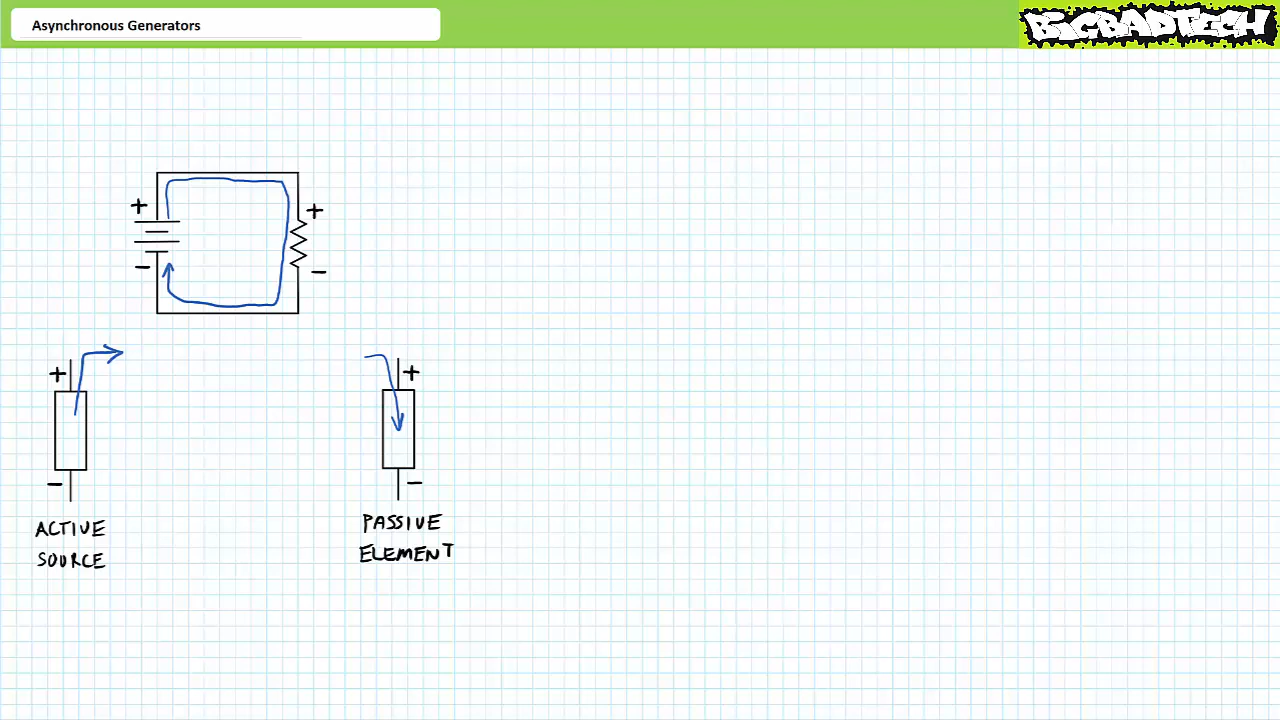 Asynchronous Generators
BIGBADTECH
+
+
-
-
+
+
-
-
ACTIVE
SOURCE
PASSIVE
ELEMENT